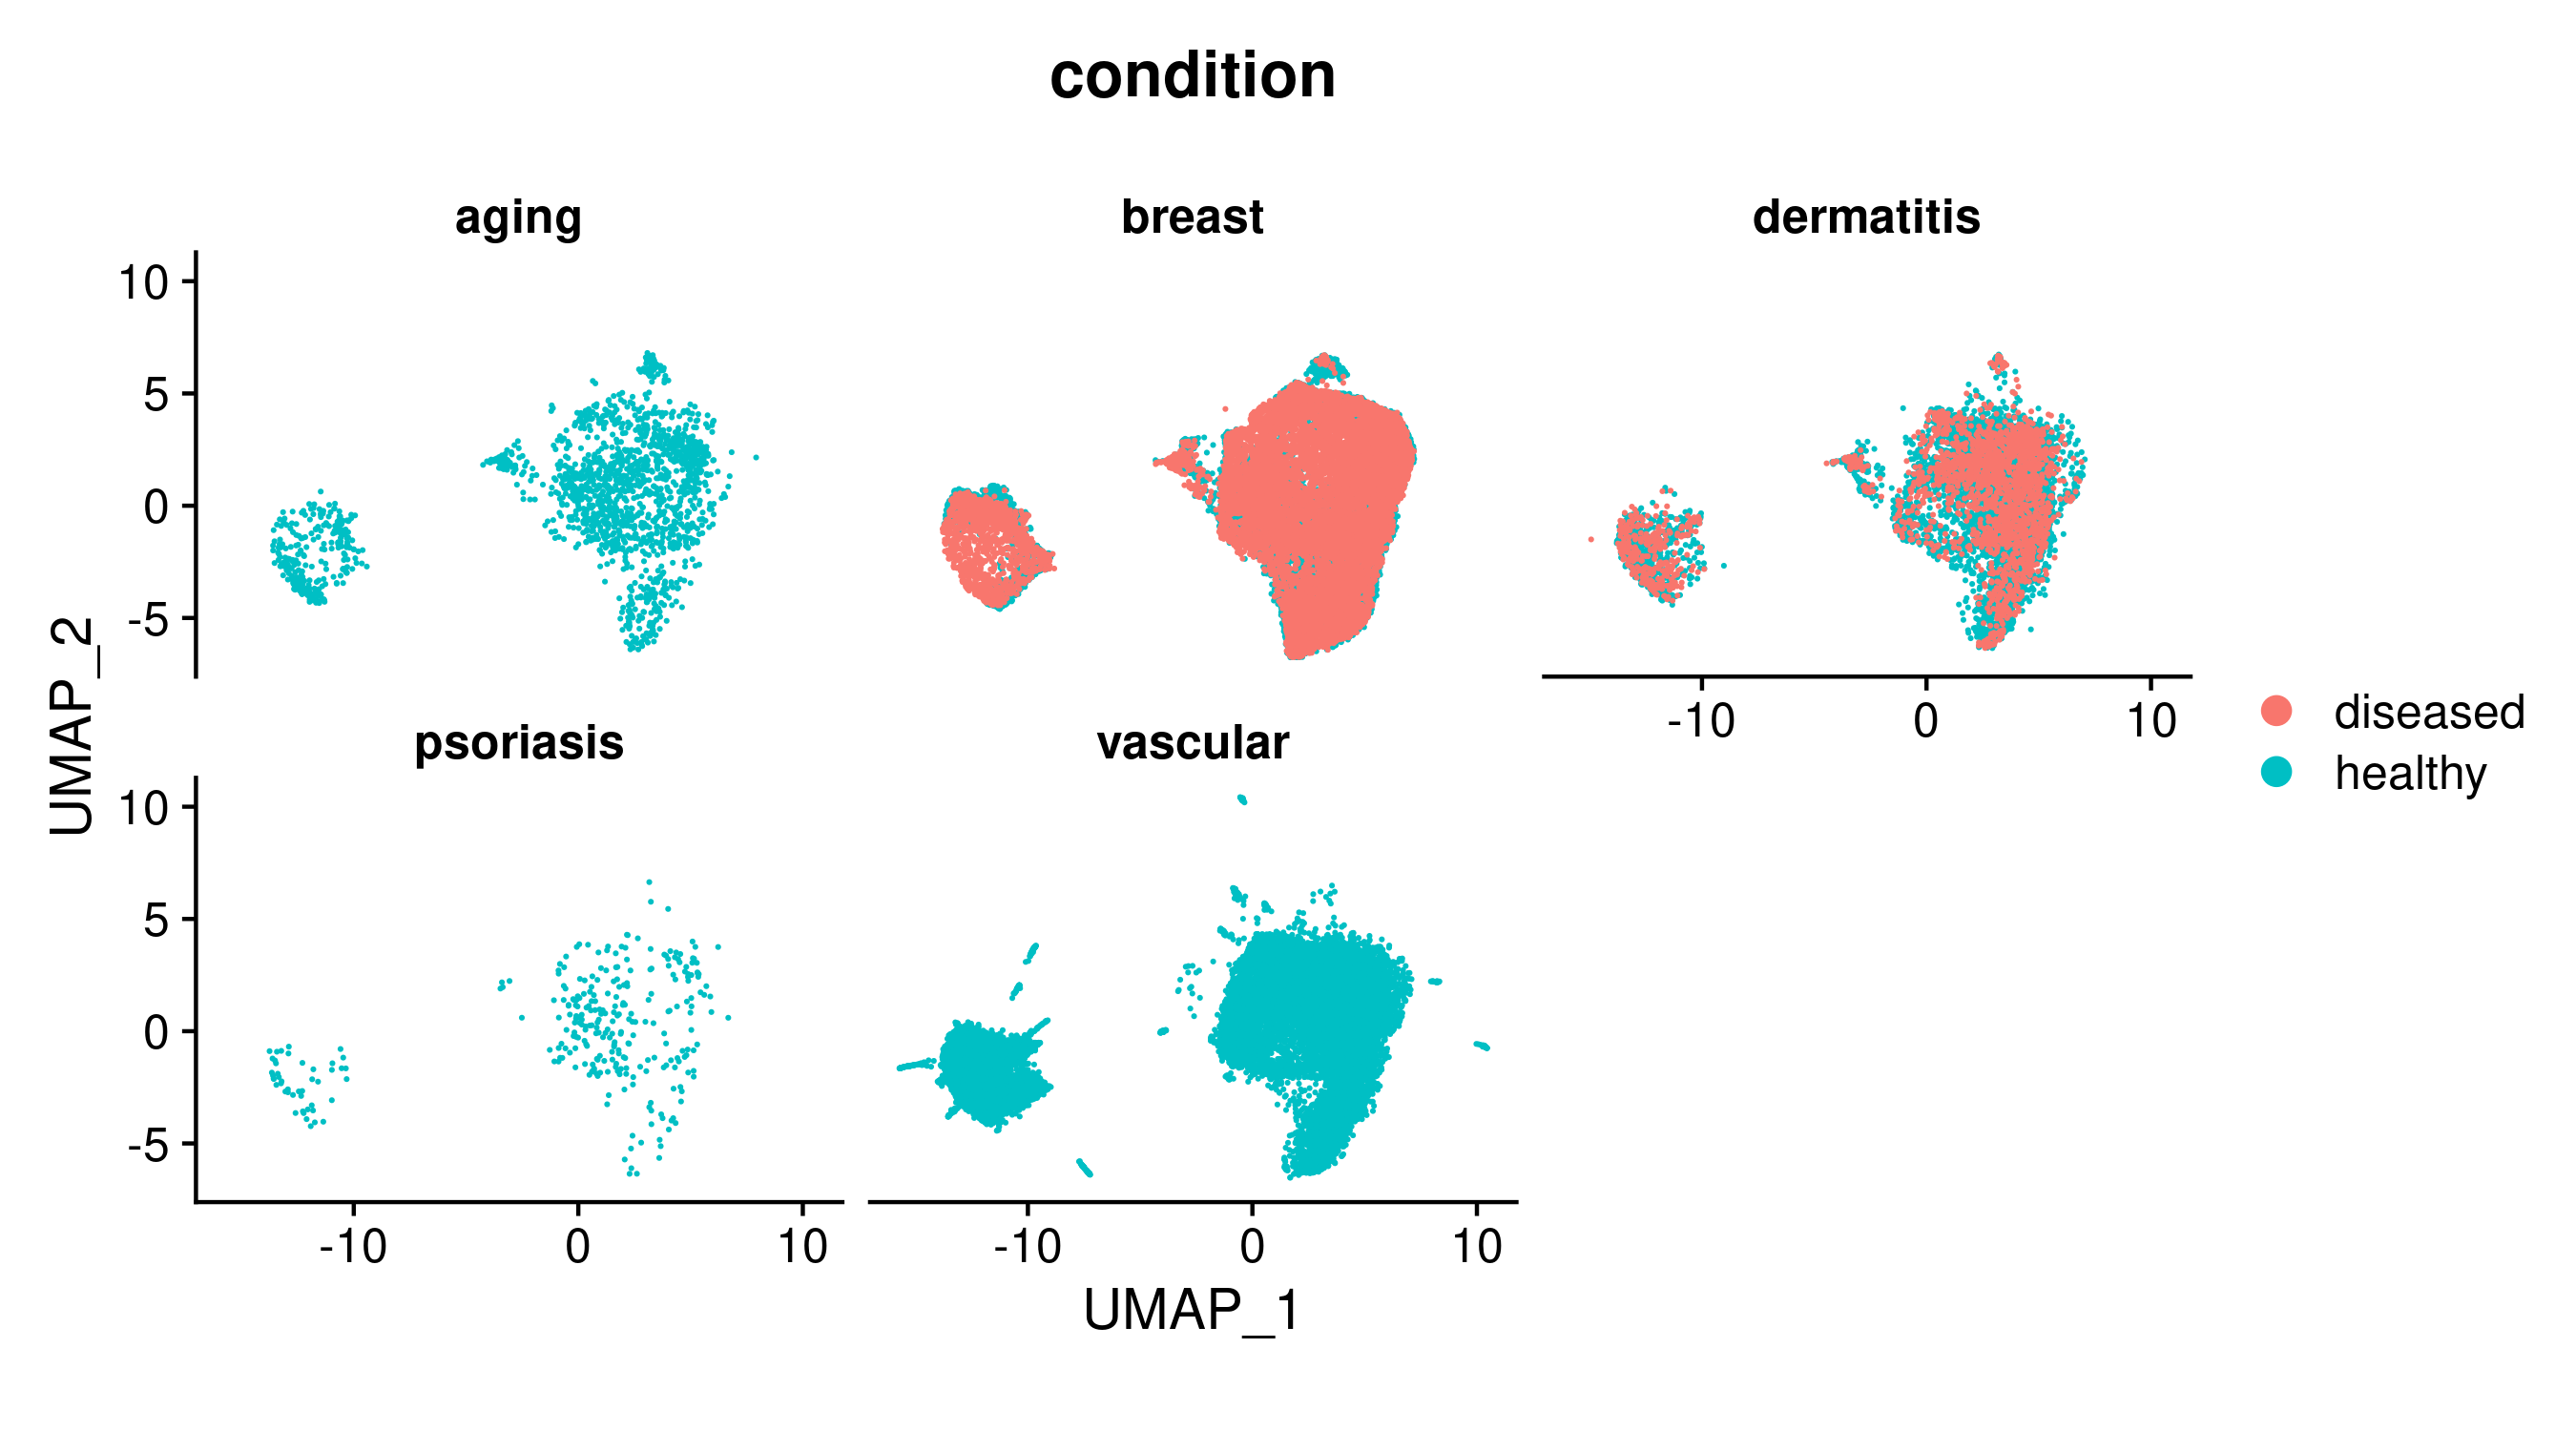 condition
aging
breast
dermatitis
10
5
0
-5
-10 0 10
UMAP_2
psoriasis
vascular
10
5
0
-5
-10 0 10
-10 0 10
UMAP_1
diseased
healthy